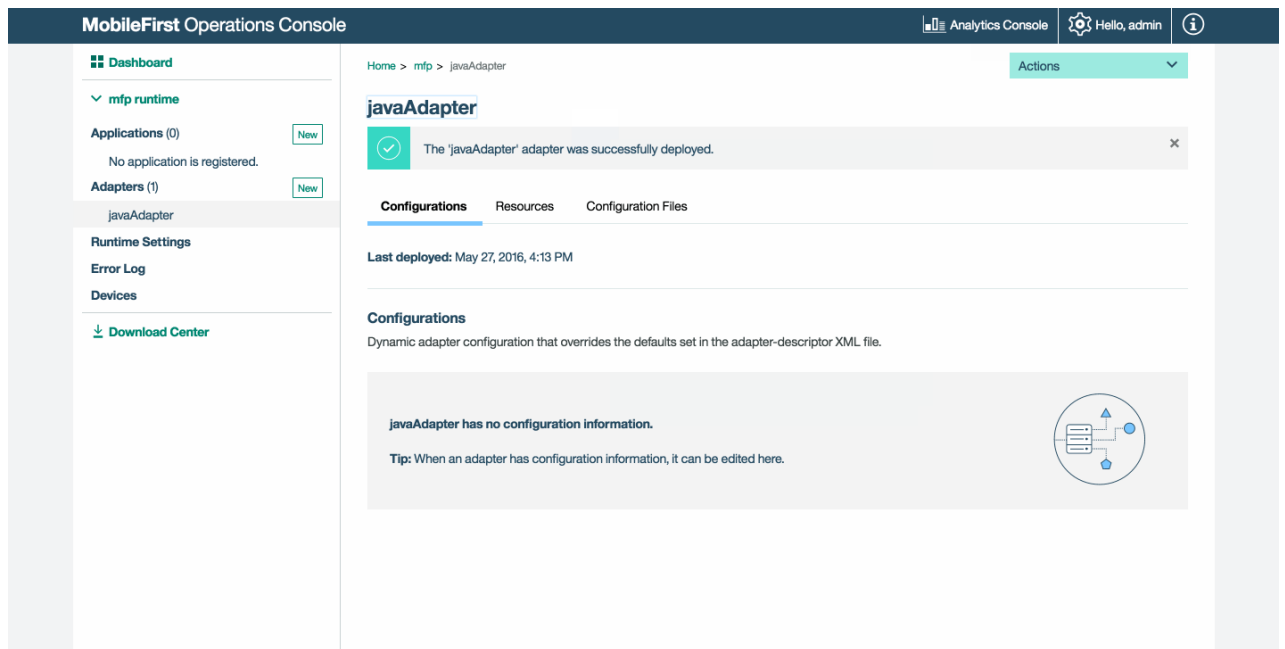 MobileFirst Operations Console
Analytics Console
Hello, admin
Dashboard
mfp runtime
Applications (0)
New
No application is registered.
Adapters (1)
New
javaAdapter
Runtime Settings
Error Log
Devices
Download Center
Home > mfp > javaAdapter
Actions
javaAdapter
The 'javaAdapter' adapter was successfully deployed.
Configurations Resources Configuration Files
Last deployed: May 27, 2016, 4:13 PM
Configurations
Dynamic adapter configuration that overrides the defaults set in the adapter-descriptor XML file.
javaAdapter has no configuration information.
Tip: When an adapter has configuration information, it can be edited here.